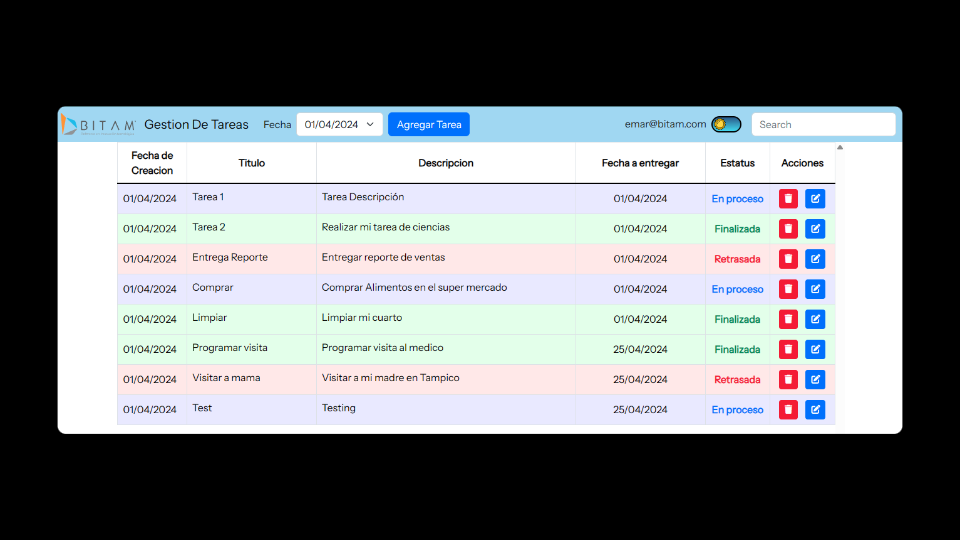 BITAM Gestion De Tareas Fecha 01/04/2024 Agregar Tarea emar@bitam.com Search
Fecha de Creacion Titulo Descripcion Fecha a entregar Estatus Acciones
01/04/2024 Tarea 1 Tarea Descripción 01/04/2024 En proceso
01/04/2024 Tarea 2 Realizar mi tarea de ciencias 01/04/2024 Finalizada
01/04/2024 Entrega Reporte Entregar reporte de ventas 01/04/2024 Retrasada
01/04/2024 Comprar Comprar Alimentos en el super mercado 01/04/2024 En proceso
01/04/2024 Limpiar Limpiar mi cuarto 01/04/2024 Finalizada
01/04/2024 Programar visita Programar visita al medico 25/04/2024 Finalizada
01/04/2024 Visitar a mama Visitar a mi madre en Tampico 25/04/2024 Retrasada
01/04/2024 Test Testing 25/04/2024 En proceso